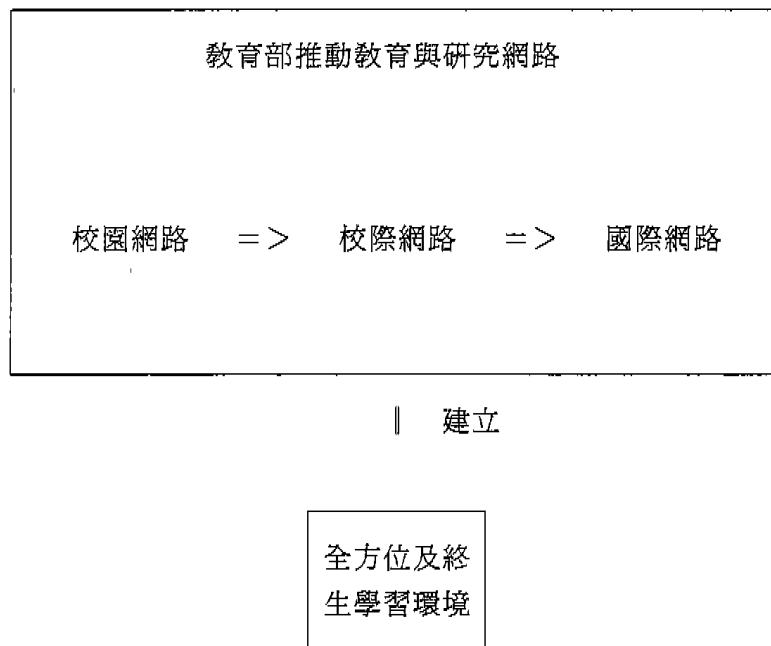 教育部推動教育與研究網路
校園網路 => 校際網路 => 國際網路
∥ 建立
全方位及終
生學習環境